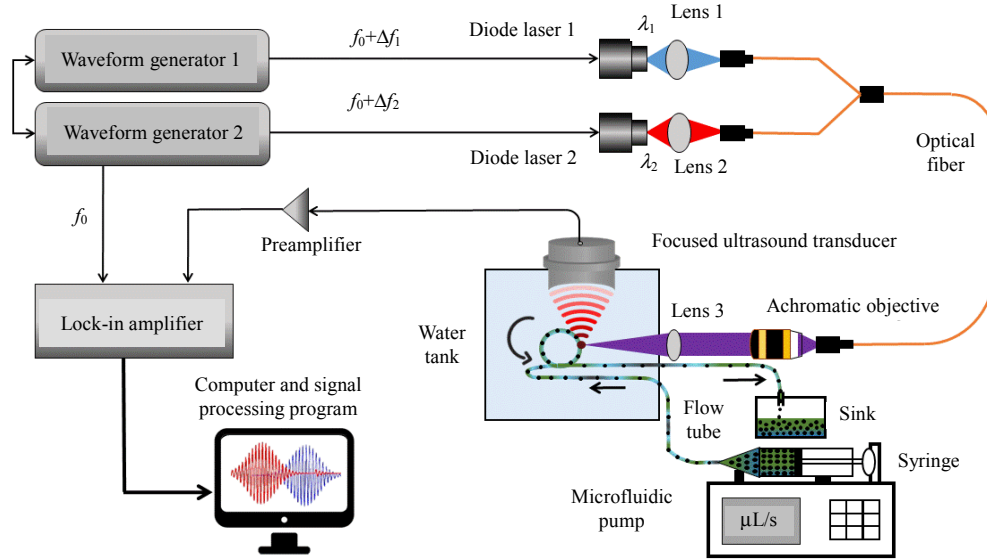 Waveform generator 1
f0+Δf1
Diode laser 1
λ1
Lens 1
Waveform generator 2
f0+Δf2
Diode laser 2
λ2
Lens 2
Optical
fiber
f0
Preamplifier
Focused ultrasound transducer
Lock-in amplifier
Water
tank
Lens 3
Achromatic objective
Computer and signal
processing program
Flow
tube
Sink
Syringe
Microfluidic
pump
µL/s